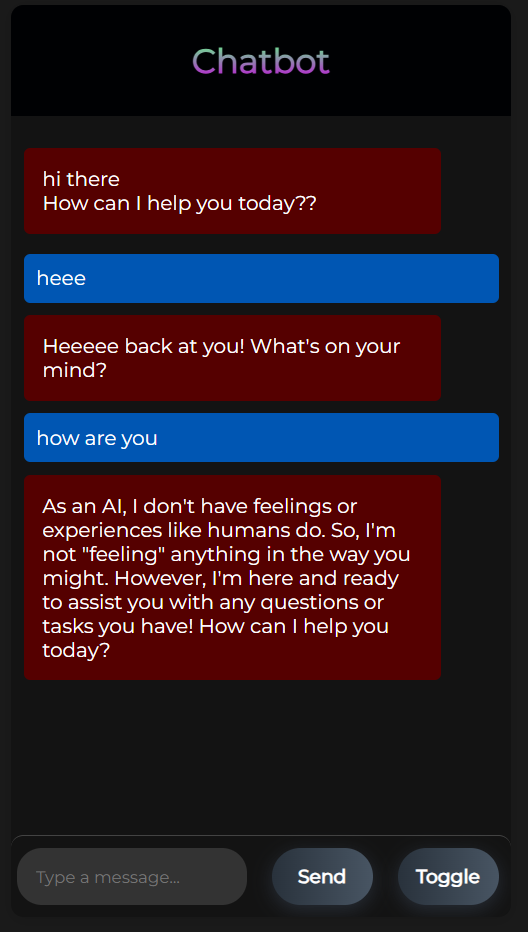 Chatbot
hi there
How can I help you today??
heee
Heeeee back at you! What's on your
mind?
how are you
As an AI, I don't have feelings or
experiences like humans do. So, I'm
not "feeling" anything in the way you
might. However, I'm here and ready
to assist you with any questions or
tasks you have! How can I help you
today?
Type a message...
Send
Toggle